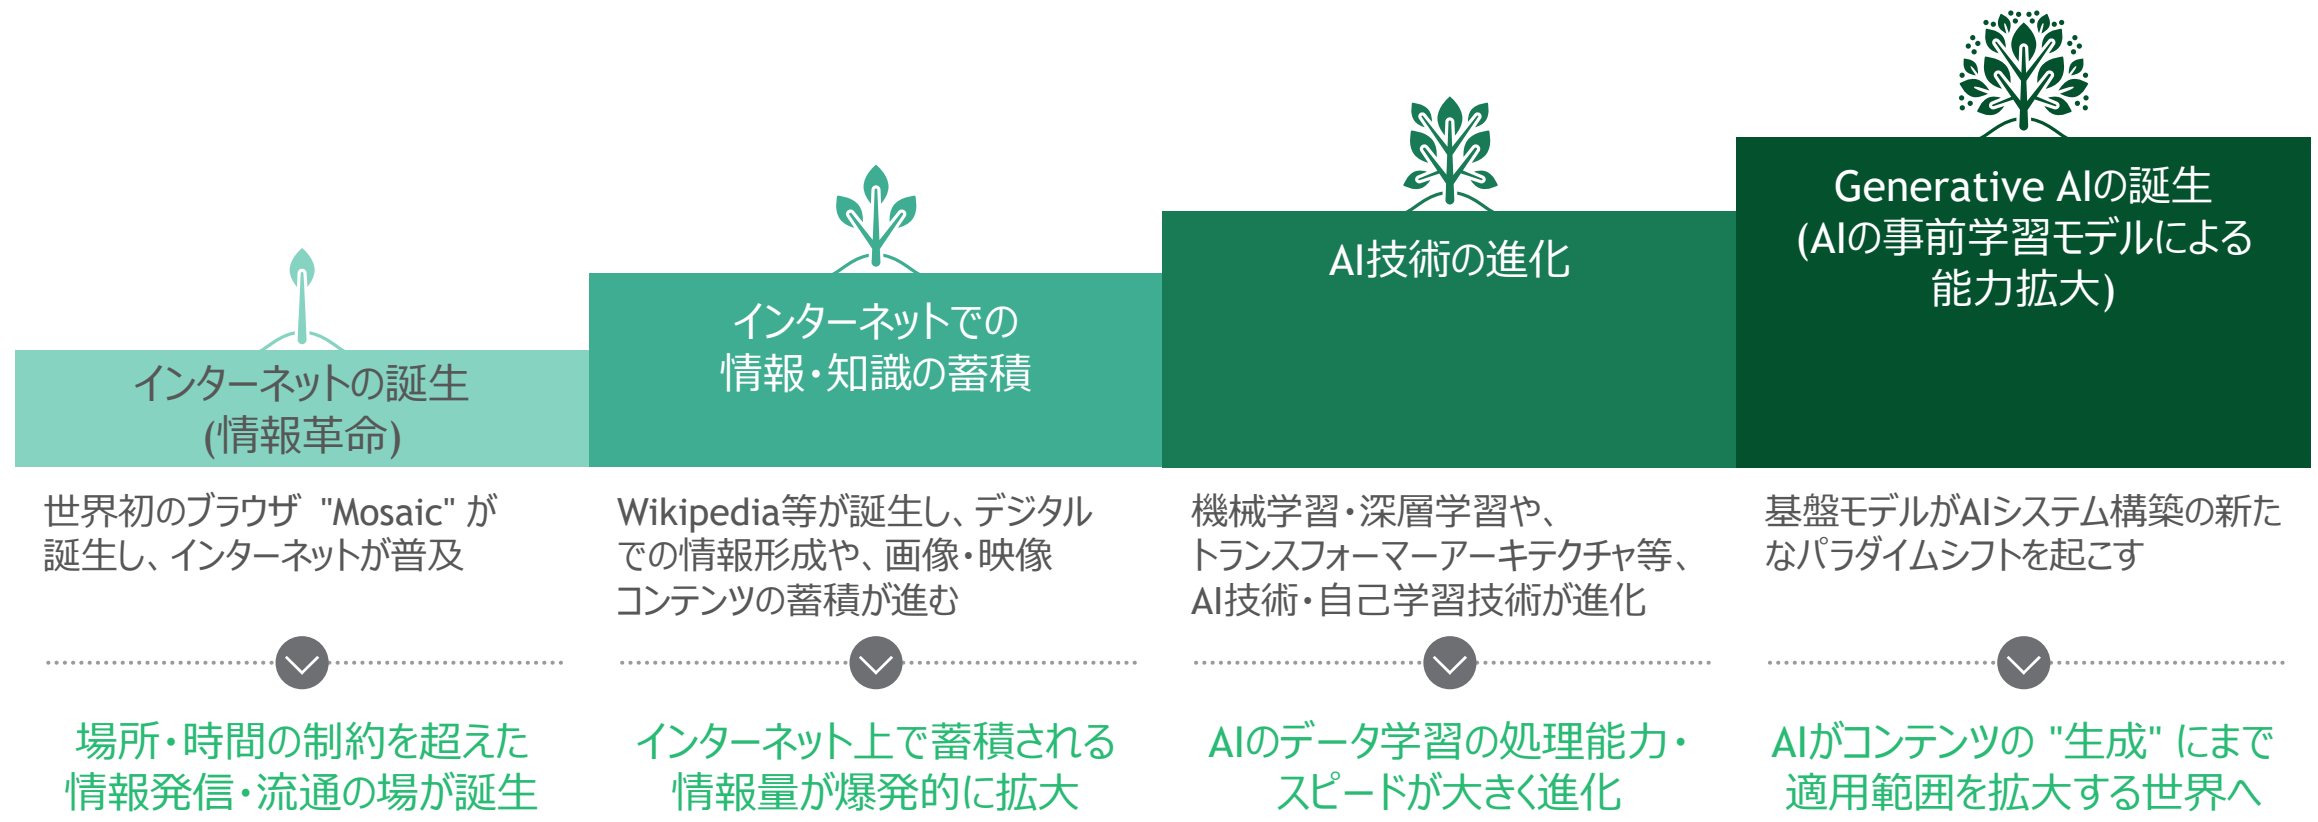 インターネットの誕生
(情報革命)
世界初のブラウザ "Mosaic" が
誕生し、インターネットが普及
場所・時間の制約を超えた
情報発信・流通の場が誕生
インターネットでの
情報・知識の蓄積
Wikipedia等が誕生し、デジタル
での情報形成や、画像・映像
コンテンツの蓄積が進む
インターネット上で蓄積される
情報量が爆発的に拡大
AI技術の進化
機械学習・深層学習や、
トランスフォーマーアーキテクチャ等、
AI技術・自己学習技術が進化
AIのデータ学習の処理能力・
スピードが大きく進化
Generative AIの誕生
(AIの事前学習モデルによる
能力拡大)
基盤モデルがAIシステム構築の新た
なパラダイムシフトを起こす
AIがコンテンツの "生成" にまで
適用範囲を拡大する世界へ